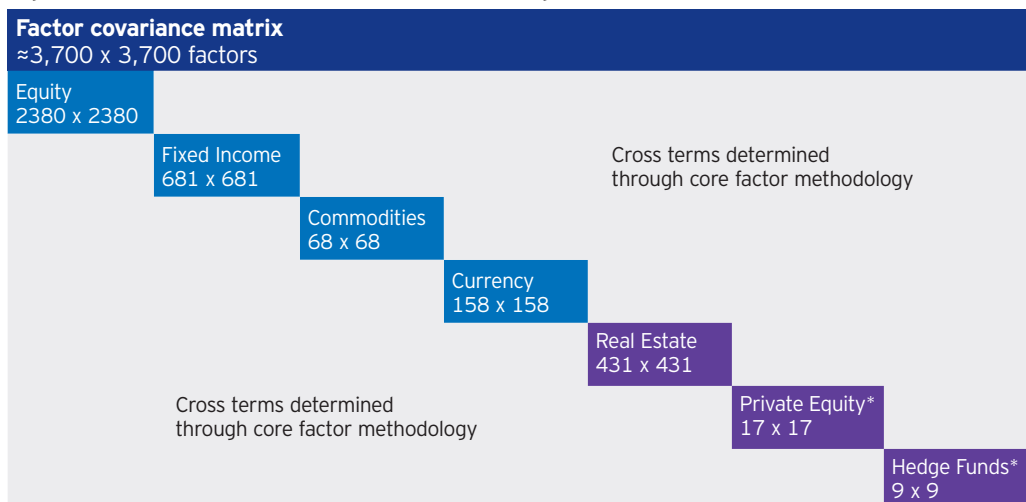 Factor covariance matrix
≈3,700 x 3,700 factors
Equity
2380 x 2380
Fixed Income
681 x 681
Cross terms determined
through core factor methodology
Commodities
68 x 68
Currency
158 x 158
Real Estate
431 x 431
Cross terms determined
through core factor methodology
Private Equity*
17 x 17
Hedge Funds*
9 x 9